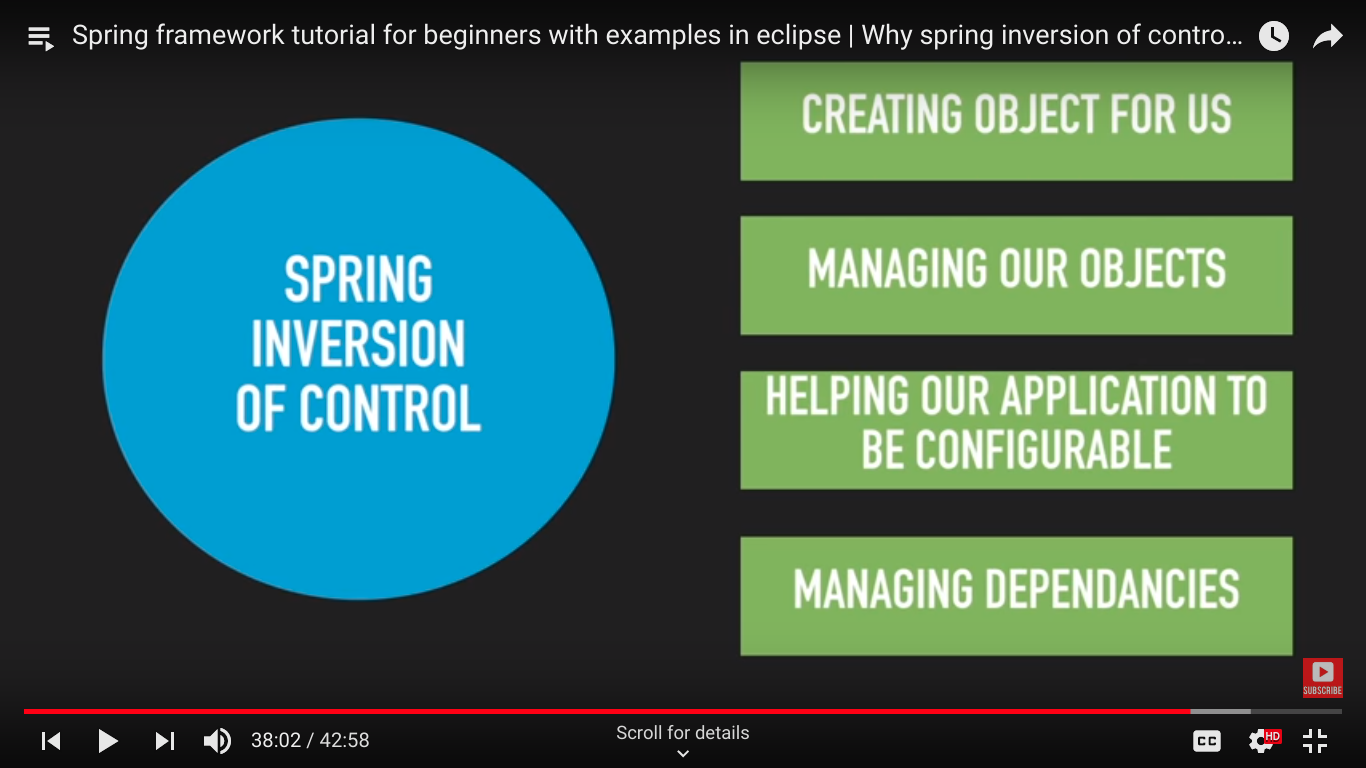 Spring framework tutorial for beginners with examples in eclipse | Why spring inversion of contro...
SPRING
INVERSION
OF CONTROL
CREATING OBJECT FOR US
MANAGING OUR OBJECTS
HELPING OUR APPLICATION TO
BE CONFIGURABLE
MANAGING DEPENDANCIES
SUBSCRIBE
38:02 / 42:58
Scroll for details
CC
HD